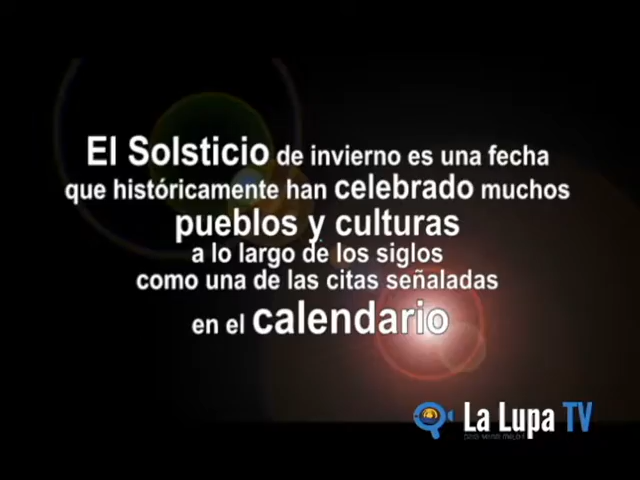 El Solsticio de invierno es una fecha
que históricamente han celebrado muchos
pueblos y culturas
a lo largo de los siglos
como una de las citas señaladas
en el calendario
La Lupa TV